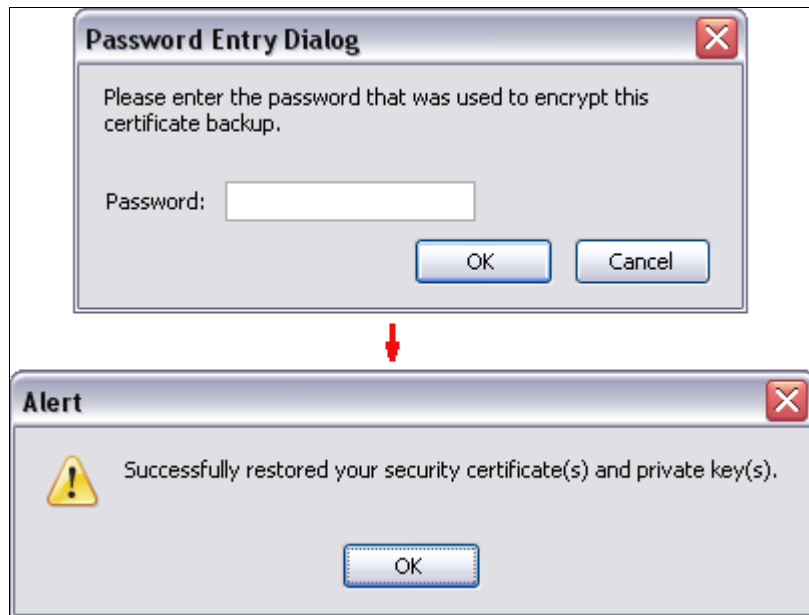 Password Entry Dialog
Please enter the password that was used to encrypt this
certificate backup.
Password:
OK Cancel
Alert
Successfully restored your security certificate(s) and private key(s).
OK